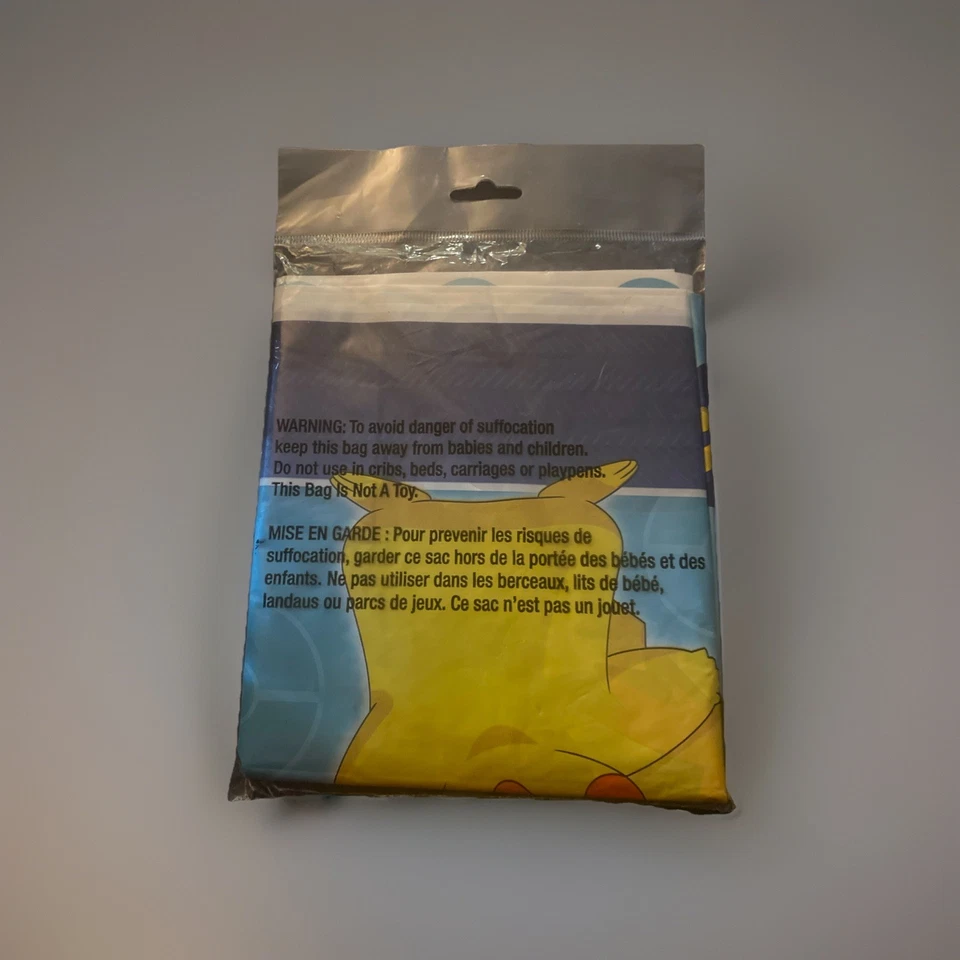 WARNING: To avoid danger of suffocation
keep this bag away from babies and children.
Do not use in cribs, beds, carriages or playpens.
This Bag Is Not A Toy.
MISE EN GARDE : Pour prevenir les risques de
suffocation, garder ce sac hors de la portée des bébés et des
enfants. Ne pas utiliser dans les berceaux, lits de bébé,
landaus ou parcs de jeux. Ce sac n'est pas un jouet.